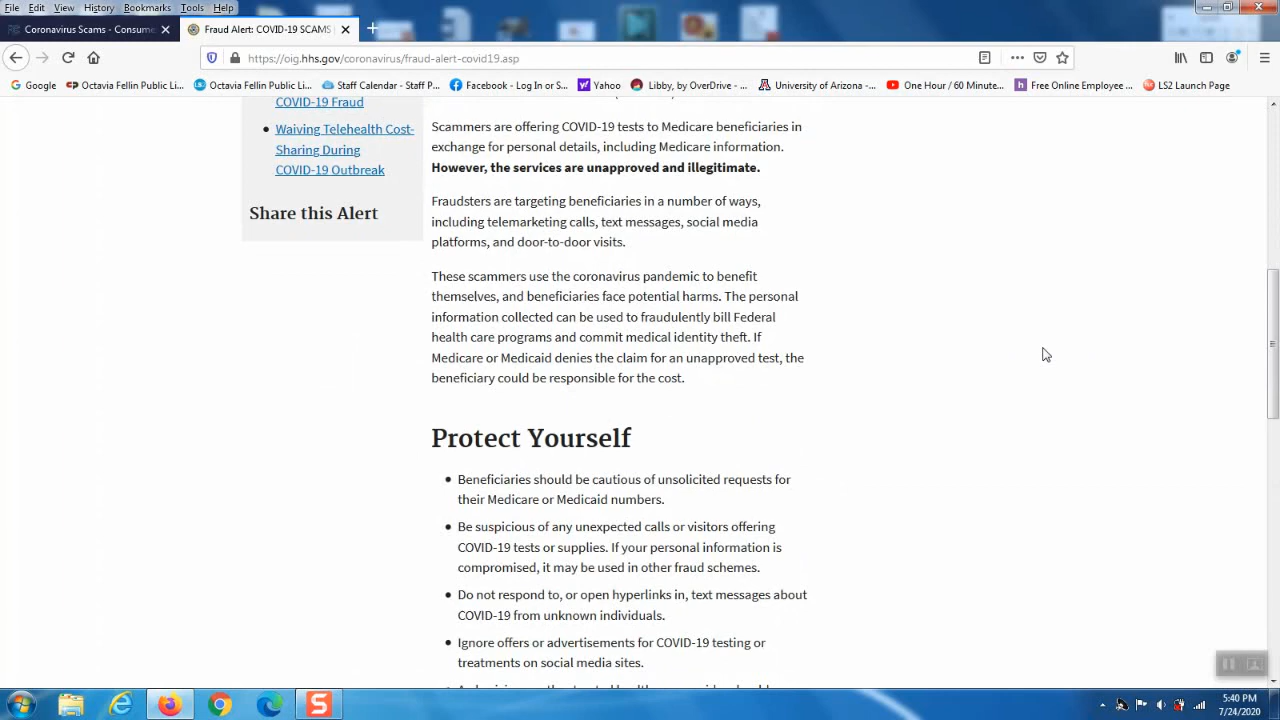 File Edit View History Bookmarks Tools Help
Coronavirus Scams - Consume
Fraud Alert: COVID-19 SCAMS
https://oig.hhs.gov/coronavirus/fraud-alert-covid19.asp
Google
Octavia Fellin Public Li...
Octavia Fellin Public Li...
Staff Calendar - Staff P...
Facebook - Log In or S...
Yahoo
Libby, by OverDrive - ...
University of Arizona -...
One Hour / 60 Minute...
Free Online Employee ...
LS2 Launch Page
COVID-19 Fraud
Waiving Telehealth Cost-
Sharing During
COVID-19 Outbreak
Share this Alert
Scammers are offering COVID-19 tests to Medicare beneficiaries in
exchange for personal details, including Medicare information.
However, the services are unapproved and illegitimate.
Fraudsters are targeting beneficiaries in a number of ways,
including telemarketing calls, text messages, social media
platforms, and door-to-door visits.
These scammers use the coronavirus pandemic to benefit
themselves, and beneficiaries face potential harms. The personal
information collected can be used to fraudulently bill Federal
health care programs and commit medical identity theft. If
Medicare or Medicaid denies the claim for an unapproved test, the
beneficiary could be responsible for the cost.
Protect Yourself
Beneficiaries should be cautious of unsolicited requests for
their Medicare or Medicaid numbers.
Be suspicious of any unexpected calls or visitors offering
COVID-19 tests or supplies. If your personal information is
compromised, it may be used in other fraud schemes.
Do not respond to, or open hyperlinks in, text messages about
COVID-19 from unknown individuals.
Ignore offers or advertisements for COVID-19 testing or
treatments on social media sites.
5:40 PM
7/24/2020